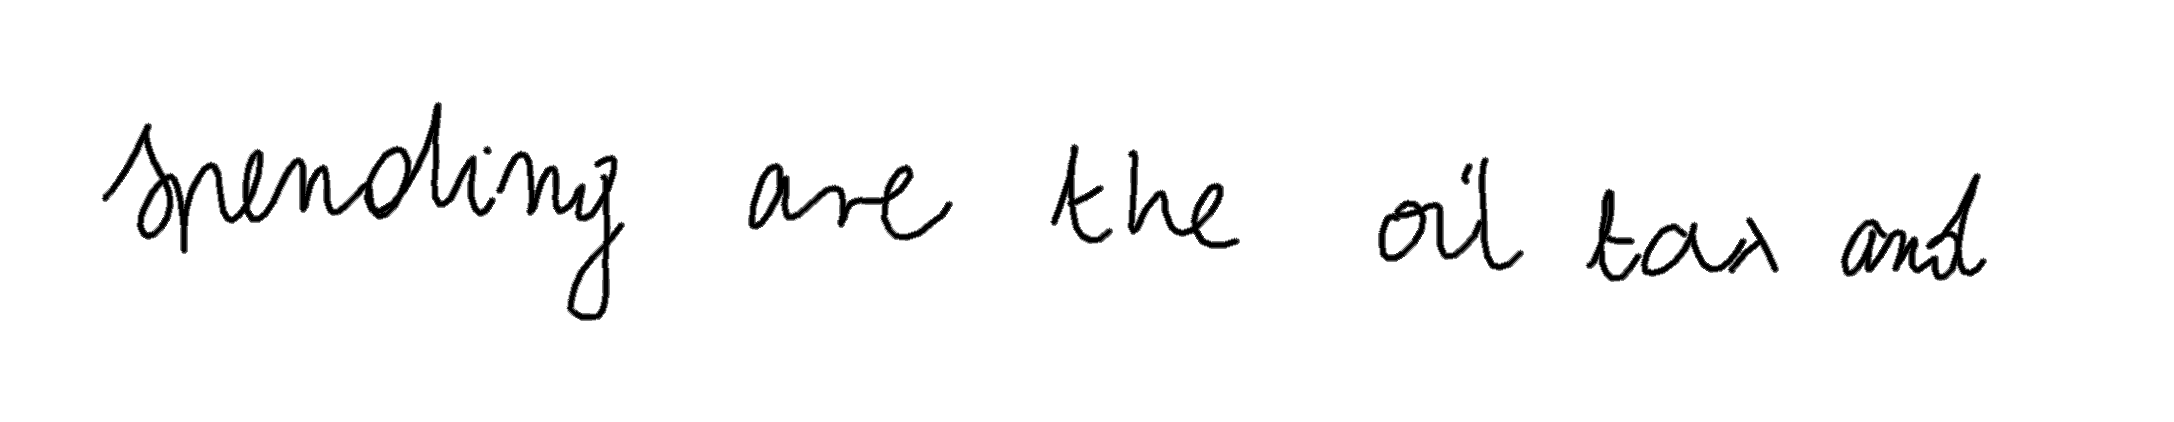 spending are the oil tax and